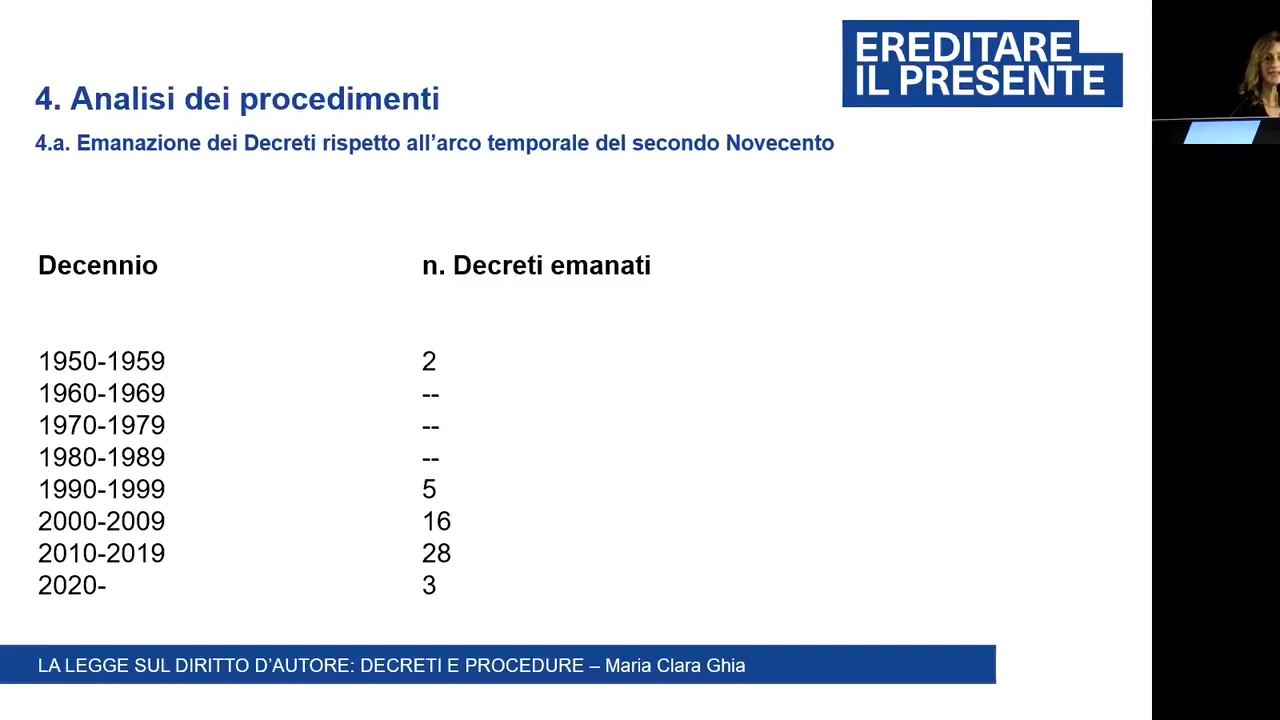 EREDITARE
IL PRESENTE
4. Analisi dei procedimenti
4.a. Emanazione dei Decreti rispetto all’arco temporale del secondo Novecento
Decennio n. Decreti emanati
1950-1959 2
1960-1969 --
1970-1979 --
1980-1989 --
1990-1999 5
2000-2009 16
2010-2019 28
2020- 3
LA LEGGE SUL DIRITTO D’AUTORE: DECRETI E PROCEDURE – Maria Clara Ghia